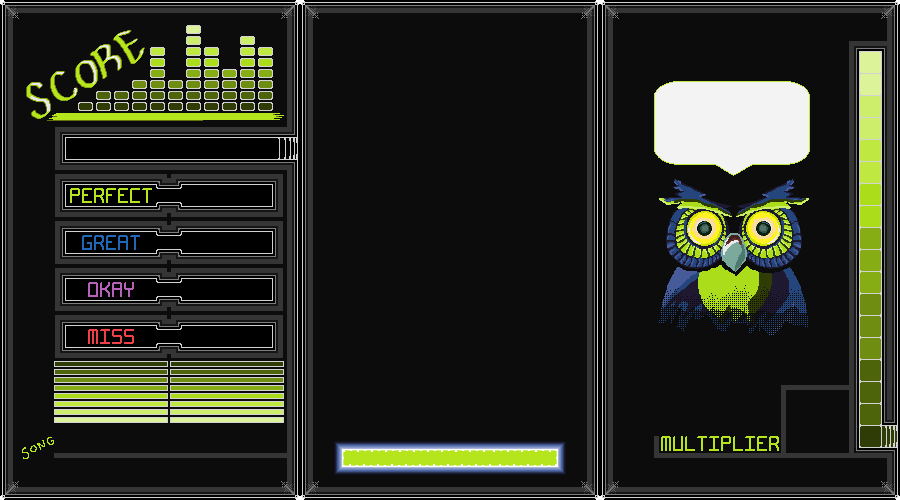 SCORE
PERFECT
GREAT
OKAY
MISS
SONG
MULTIPLIER